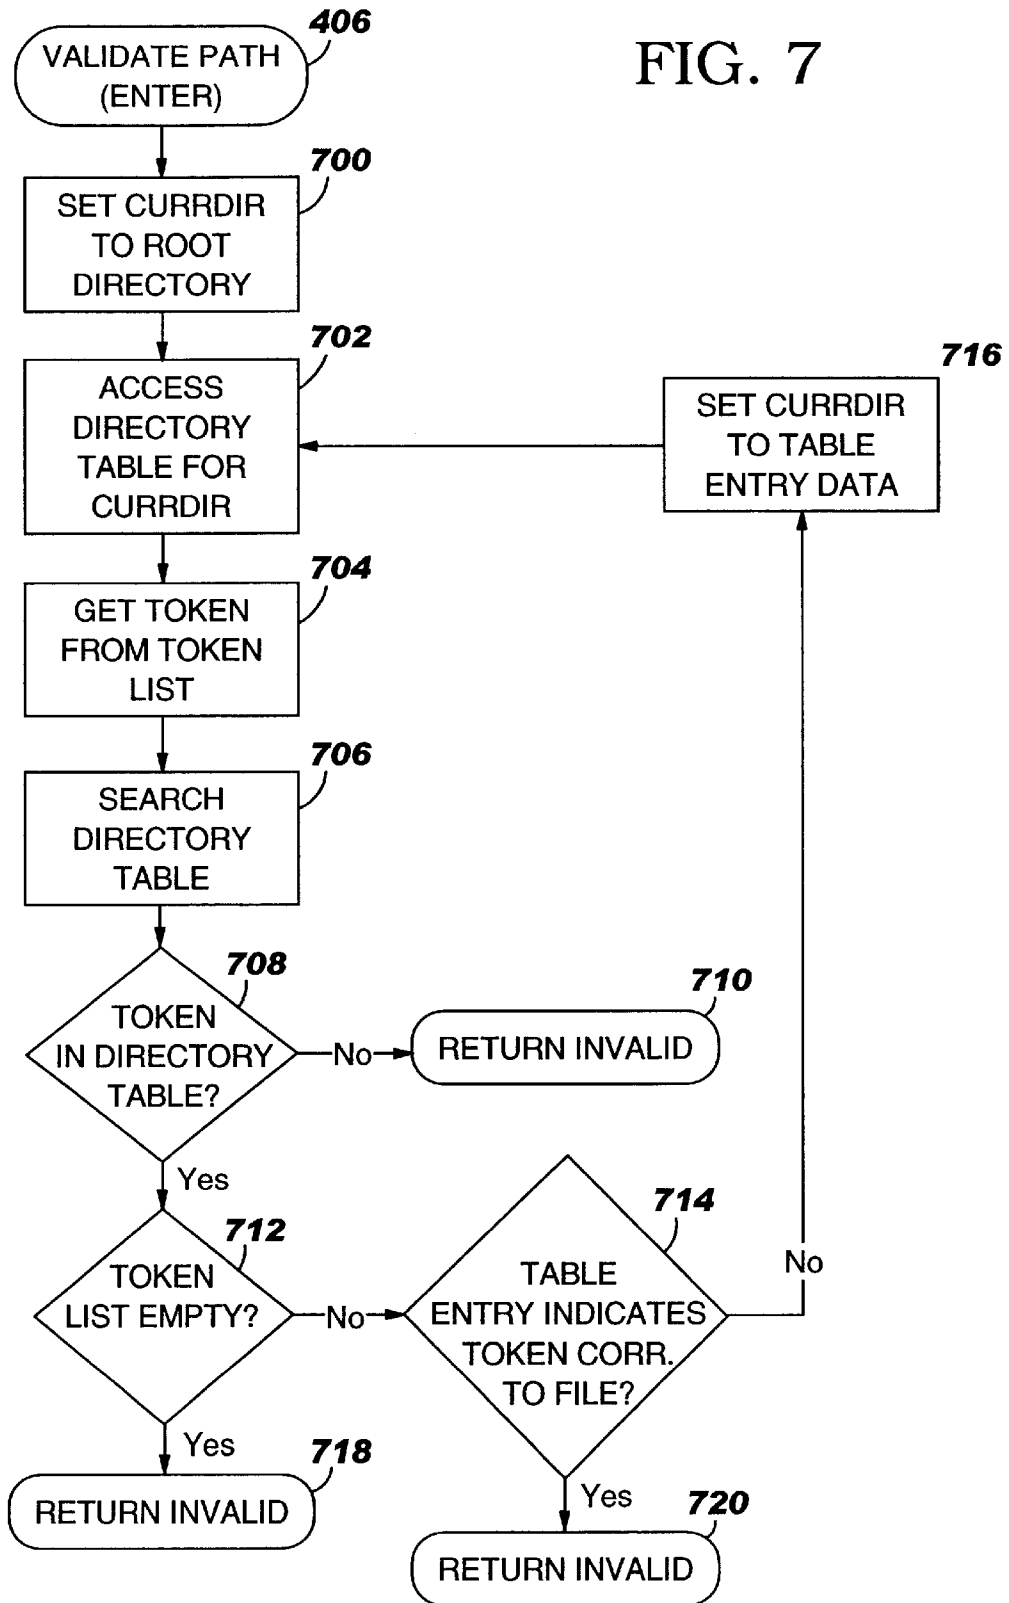 406
VALIDATE PATH
(ENTER)
FIG. 7
700
SET CURRDIR
TO ROOT
DIRECTORY
702
ACCESS
DIRECTORY
TABLE FOR
CURRDIR
716
SET CURRDIR
TO TABLE
ENTRY DATA
704
GET TOKEN
FROM TOKEN
LIST
706
SEARCH
DIRECTORY
TABLE
708
TOKEN
IN DIRECTORY
TABLE?
No
710
RETURN INVALID
Yes
712
TOKEN
LIST EMPTY?
No
714
TABLE
ENTRY INDICATES
TOKEN CORR.
TO FILE?
No
Yes
718
RETURN INVALID
Yes
720
RETURN INVALID